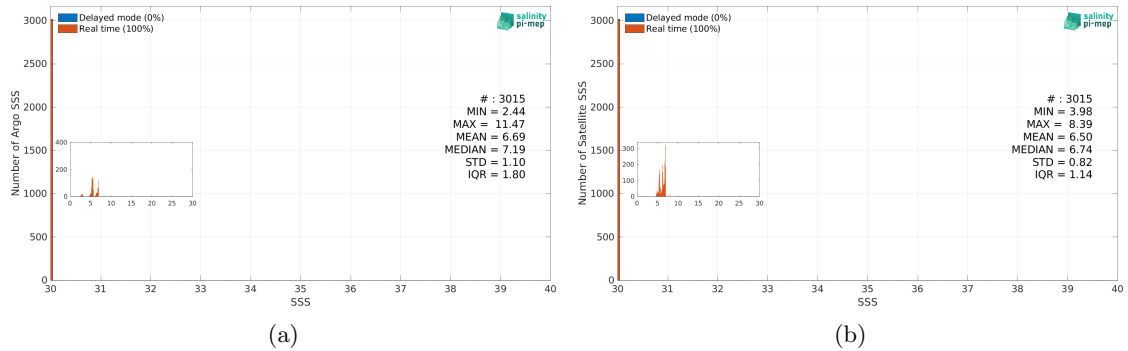 Delayed mode (0%)
Real time (100%)
salinity
pi-mep
3000
2500
2000
1500
1000
500
0
Number of Argo SSS
# : 3015
MIN = 2.44
MAX = 11.47
MEAN = 6.69
MEDIAN = 7.19
STD = 1.10
IQR = 1.80
400
200
0
0 5 10 15 20 25 30
30 31 32 33 34 35 36 37 38 39 40
SSS
(a)
Delayed mode (0%)
Real time (100%)
salinity
pi-mep
3000
2500
2000
1500
1000
500
0
Number of Satellite SSS
# : 3015
MIN = 3.98
MAX = 8.39
MEAN = 6.50
MEDIAN = 6.74
STD = 0.82
IQR = 1.14
300
200
100
0
0 5 10 15 20 25 30
30 31 32 33 34 35 36 37 38 39 40
SSS
(b)